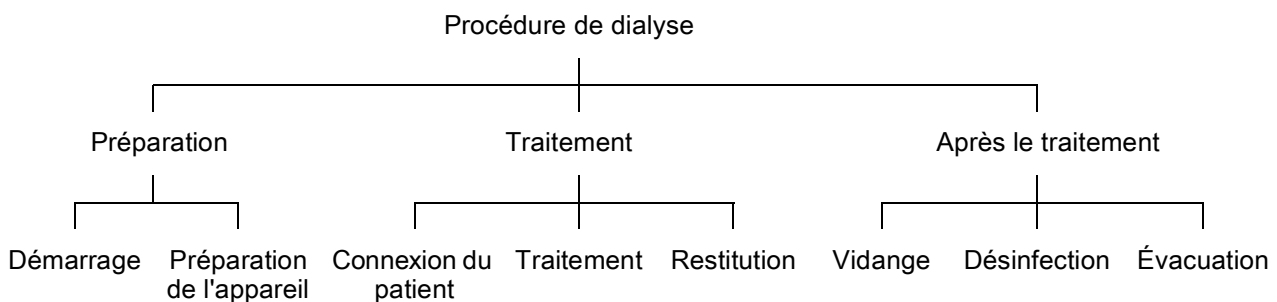 Procédure de dialyse
Préparation
Traitement
Après le traitement
Démarrage
Préparation
de l'appareil
Connexion du
patient
Traitement
Restitution
Vidange
Désinfection
Évacuation